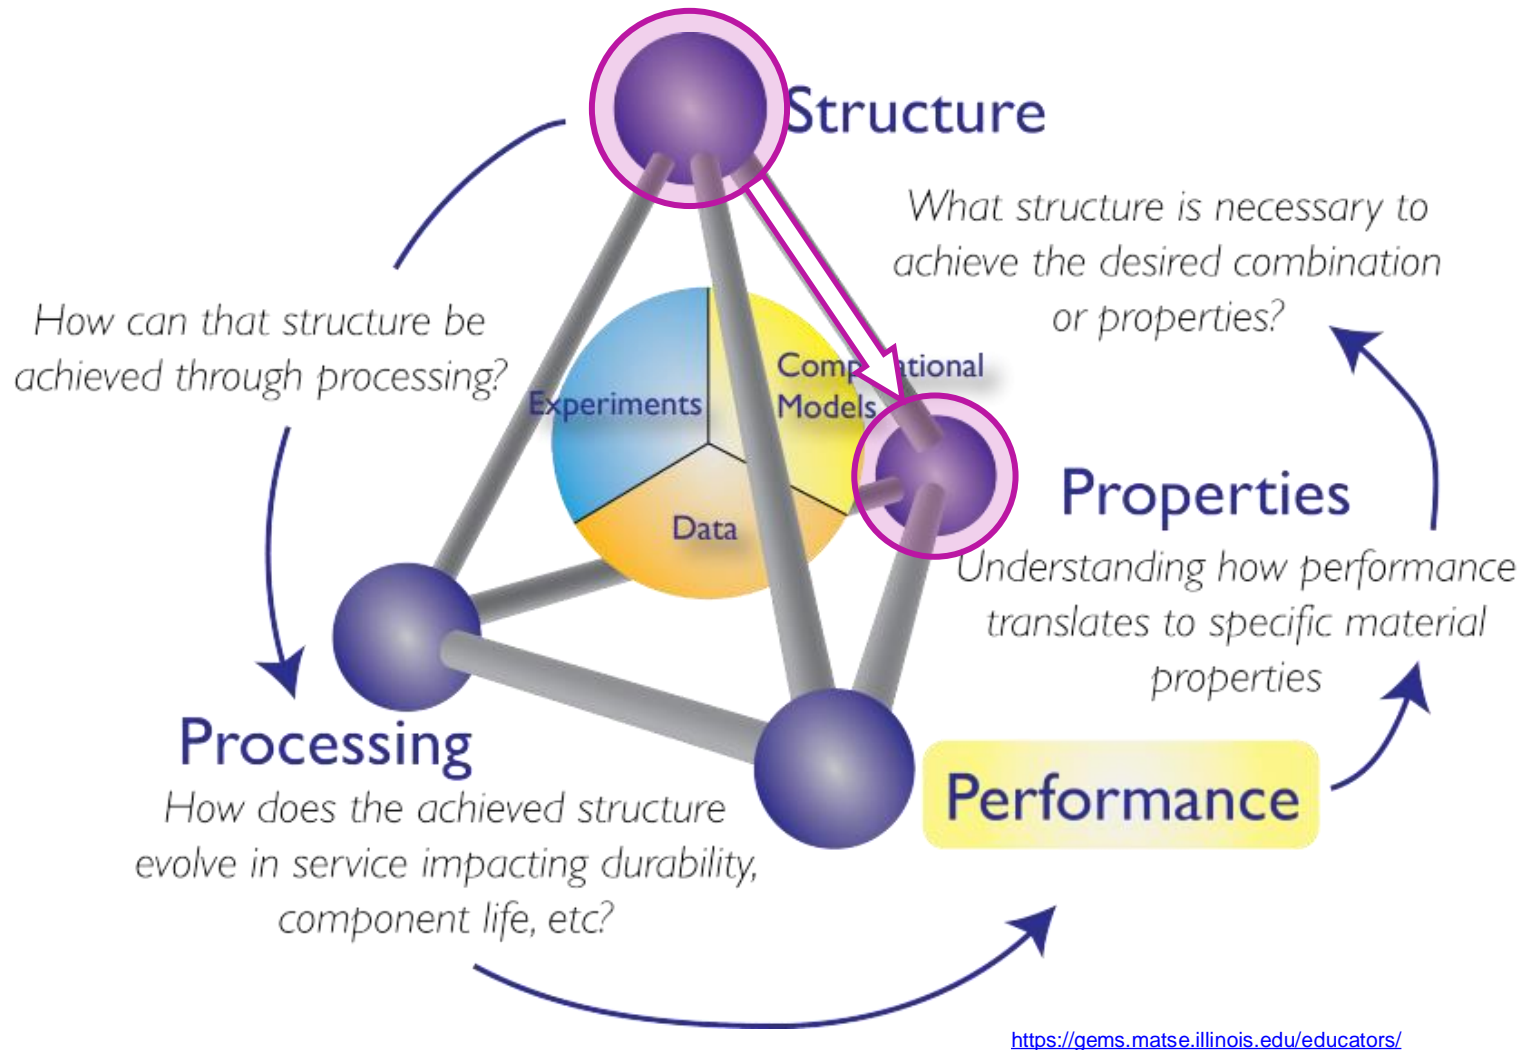 Structure
What structure is necessary to
achieve the desired combination
or properties?
How can that structure be
achieved through processing?
Experiments
Models
Data
Properties
Understanding how performance
translates to specific material
properties
Processing
How does the achieved structure
evolve in service impacting durability,
component life, etc?
Performance
https://gems.matse.illinois.edu/educators/